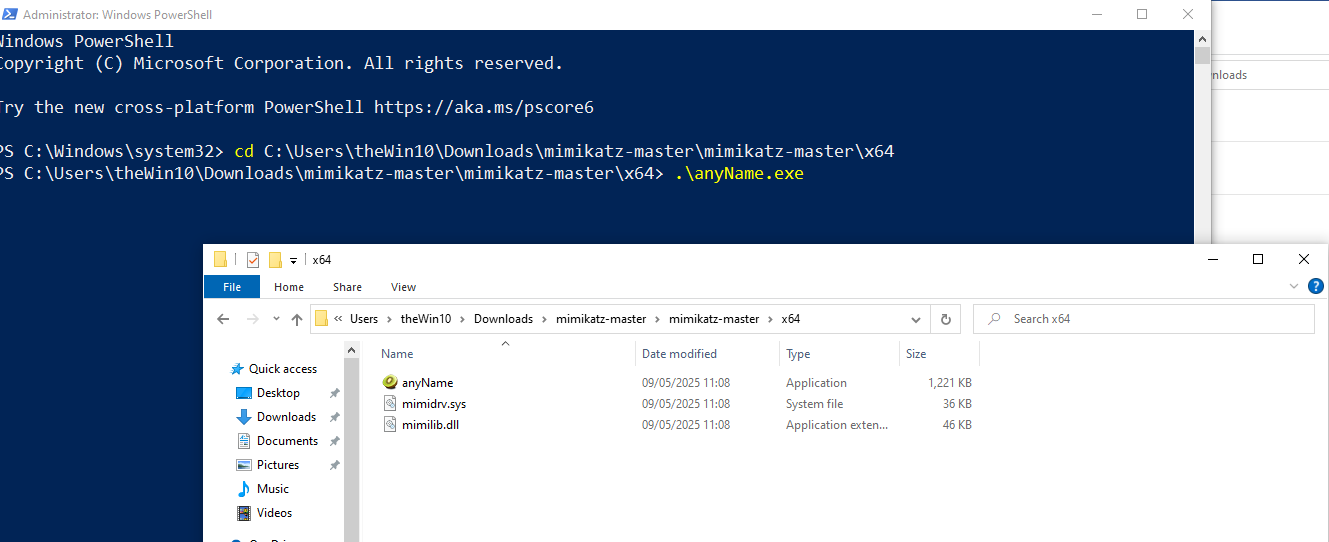 Administrator: Windows PowerShell
Windows PowerShell
Copyright (C) Microsoft Corporation. All rights reserved.
Try the new cross-platform PowerShell https://aka.ms/pscore6
PS C:\Windows\system32> cd C:\Users\theWin10\Downloads\mimikatz-master\mimikatz-master\x64
PS C:\Users\theWin10\Downloads\mimikatz-master\mimikatz-master\x64> .\anyName.exe
x64
File Home Share View
« Users > theWin10 > Downloads > mimikatz-master > mimikatz-master > x64
Search x64
Name Date modified Type Size
Quick access
Desktop
Downloads
Documents
Pictures
Music
Videos
anyName 09/05/2025 11:08 Application 1,221 KB
mimidrv.sys 09/05/2025 11:08 System file 36 KB
mimilib.dll 09/05/2025 11:08 Application exten... 46 KB